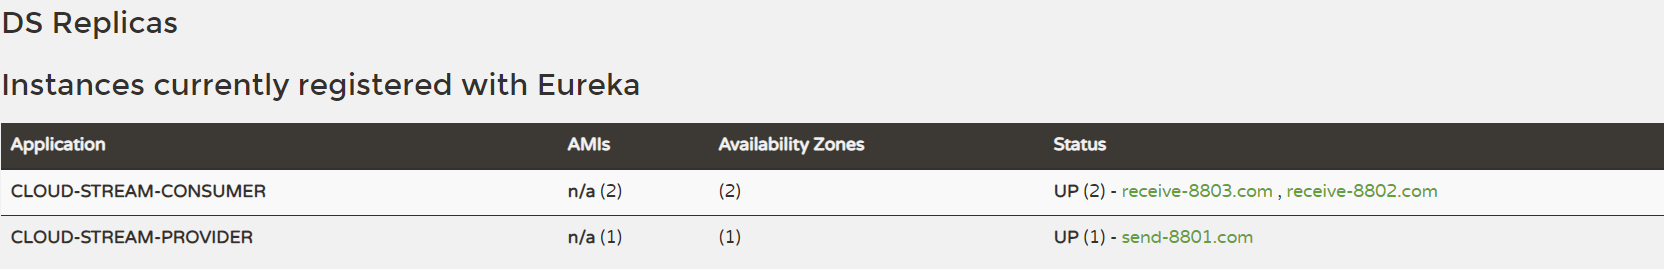 DS Replicas
Instances currently registered with Eureka
Application AMIs Availability Zones Status
CLOUD-STREAM-CONSUMER n/a (2) (2) UP (2) - receive-8803.com , receive-8802.com
CLOUD-STREAM-PROVIDER n/a (1) (1) UP (1) - send-8801.com